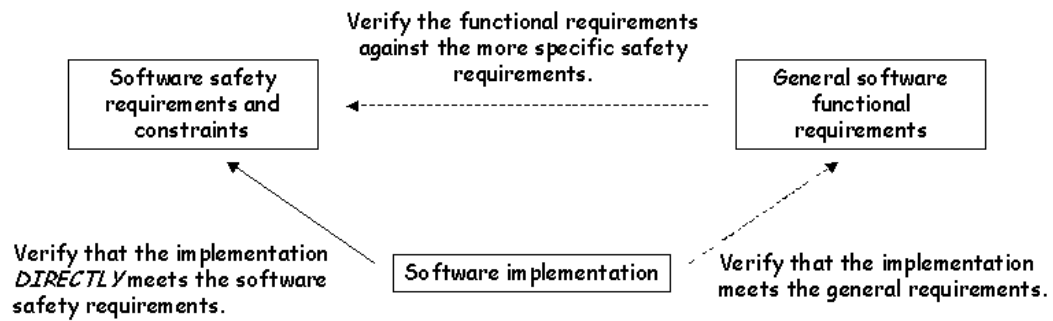 Verify the functional requirements
against the more specific safety
requirements.
Software safety
requirements and
constraints
General software
functional
requirements
Verify that the implementation
DIRECTLY meets the software
safety requirements.
Software implementation
Verify that the implementation
meets the general requirements.